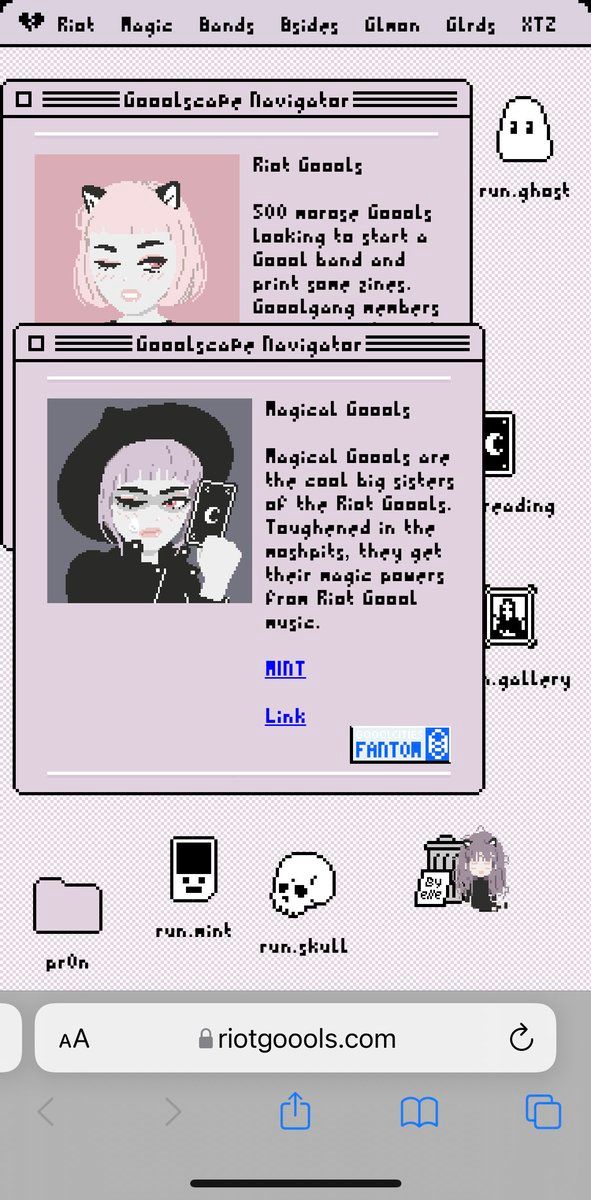 Riot Magic Bands Bsides Glmon Glrds XTZ
Gooolscape Navigator
Riot Goools
500 morose Goools
looking to start a
Goool band and
print some zines.
Gooolgang members
run.ghost
Gooolscape Navigator
Magical Goools
Magical Goools are
the cool big sisters
of the Riot Goools.
Toughened in the
moshpits, they get
their magic powers
from Riot Goool
music.
MINT
Link
GOOOLCITIES
FANTOM
reading
.gallery
By
elle
run.mint
run.skull
pr0n
AA
riotgoools.com